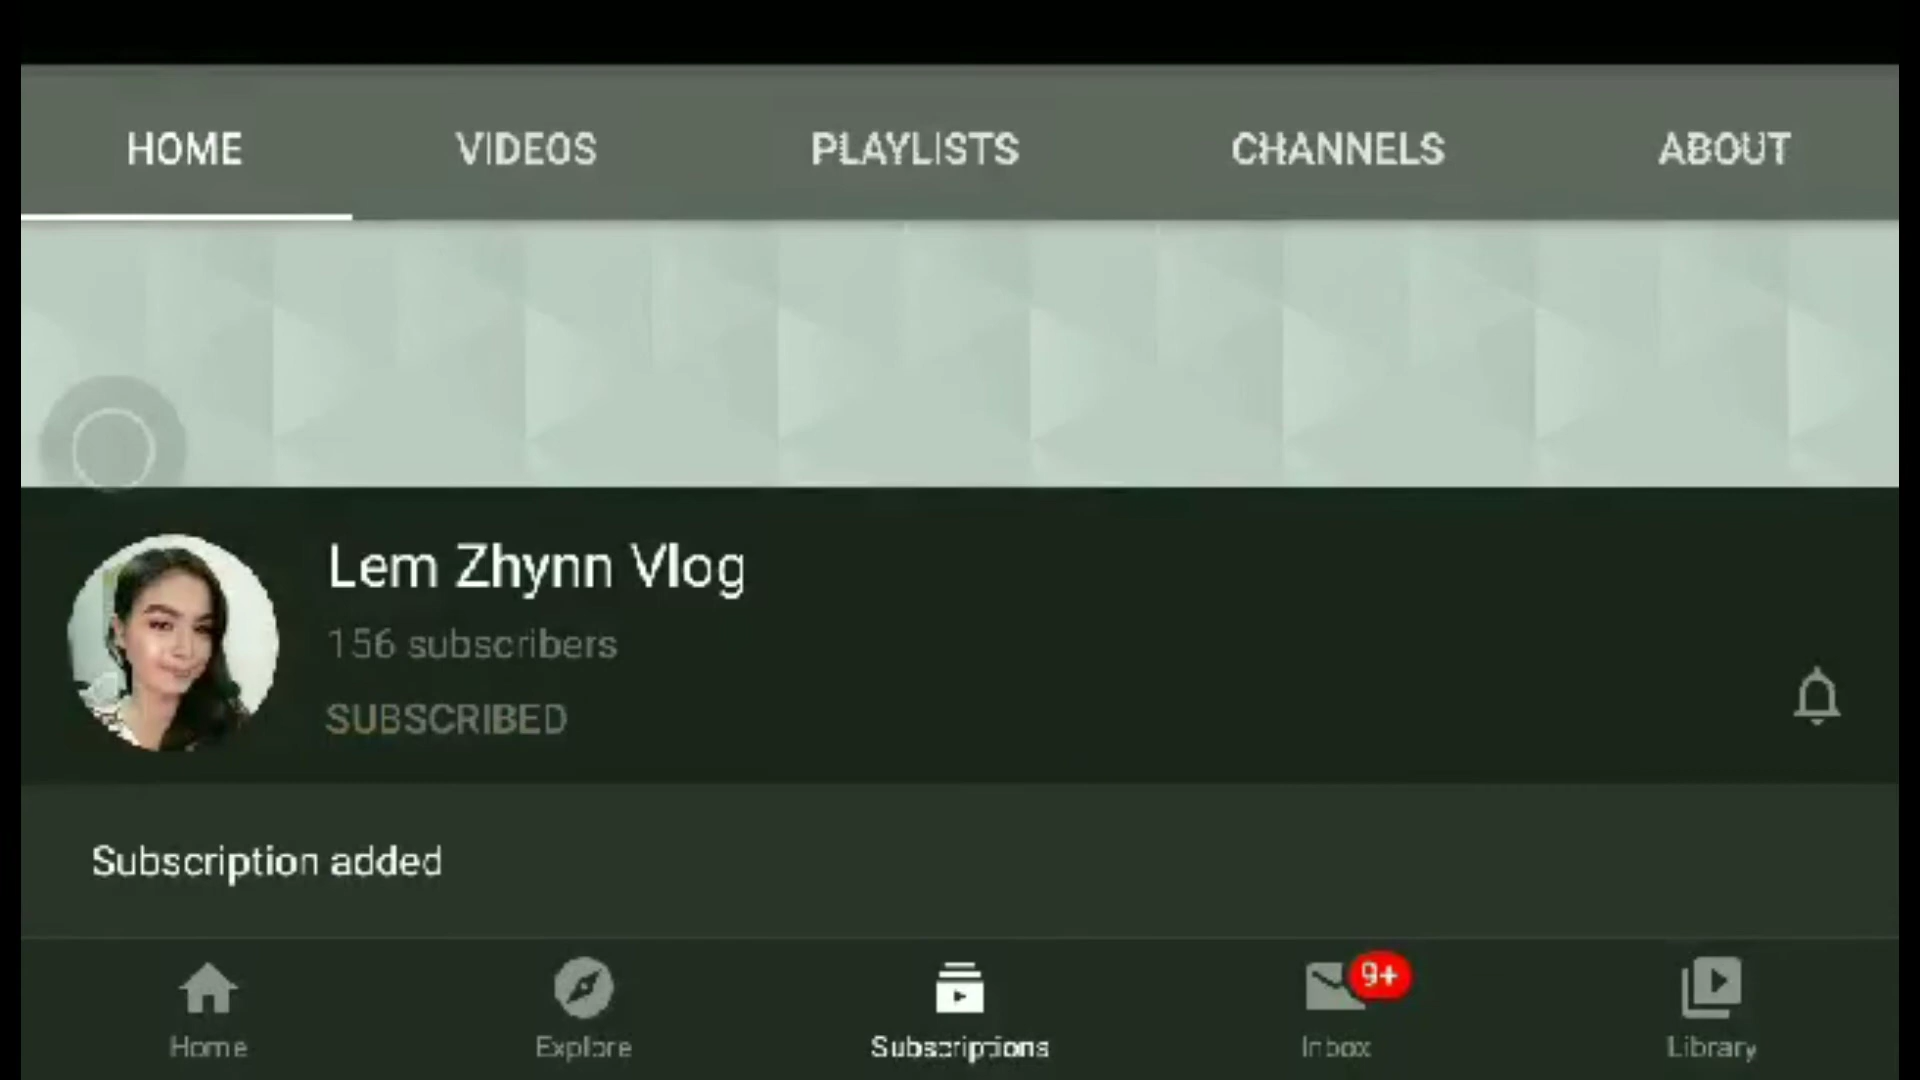 HOME VIDEOS PLAYLISTS CHANNELS ABOUT
Lem Zhynn Vlog
156 subscribers
SUBSCRIBED
Subscription added
9+
Home Explore Subscriptions Inbox Library